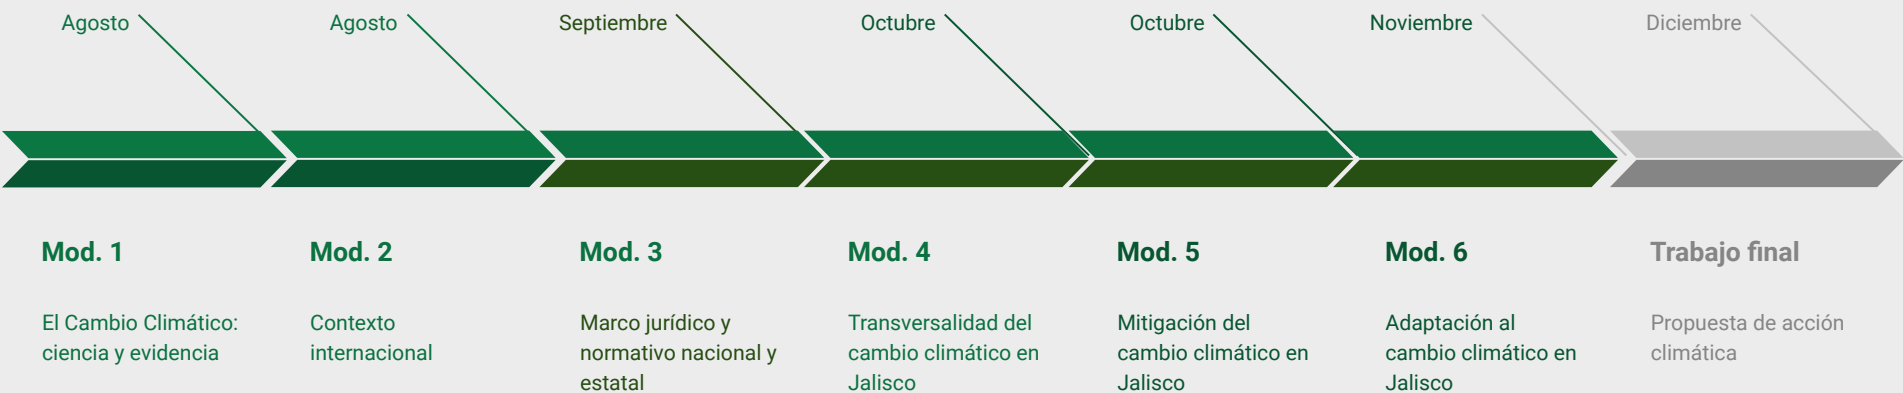 Agosto
Agosto
Septiembre
Octubre
Octubre
Noviembre
Diciembre
Mod. 1
El Cambio Climático:
ciencia y evidencia
Mod. 2
Contexto
internacional
Mod. 3
Marco jurídico y
normativo nacional y
estatal
Mod. 4
Transversalidad del
cambio climático en
Jalisco
Mod. 5
Mitigación del
cambio climático en
Jalisco
Mod. 6
Adaptación al
cambio climático en
Jalisco
Trabajo final
Propuesta de acción
climática